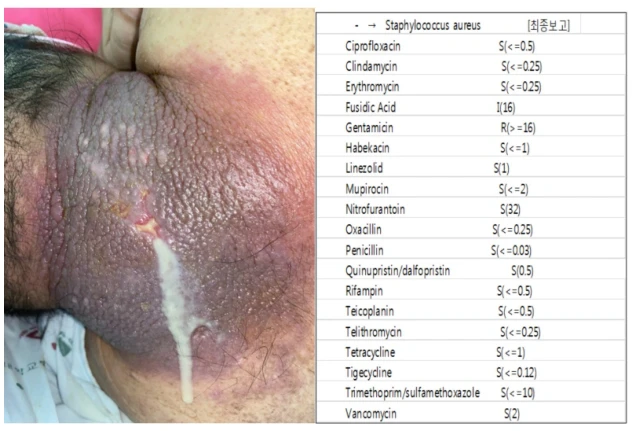 - → Staphylococcus aureus [최종보고]
Ciprofloxacin S(<=0.5)
Clindamycin S(<=0.25)
Erythromycin S(<=0.25)
Fusidic Acid I(16)
Gentamicin R(>=16)
Habekacin S(<=1)
Linezolid S(1)
Mupirocin S(<=2)
Nitrofurantoin S(32)
Oxacillin S(<=0.25)
Penicillin S(<=0.03)
Quinupristin/dalfopristin S(0.5)
Rifampin S(<=0.5)
Teicoplanin S(<=0.5)
Telithromycin S(<=0.25)
Tetracycline S(<=1)
Tigecycline S(<=0.12)
Trimethoprim/sulfamethoxazole S(<=10)
Vancomycin S(2)